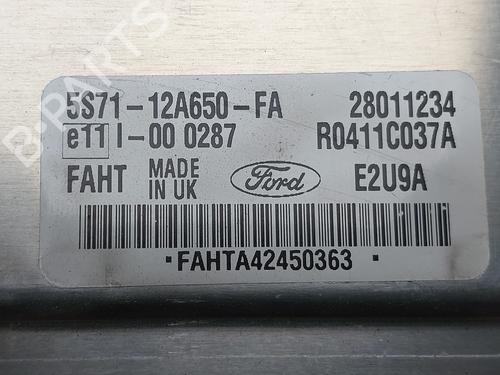 5S71-12A650-FA 28011234
e11 I-00 0287 R0411C037A
FAHT MADE IN UK Ford E2U9A
·FAHTA42450363·
B-PARTS